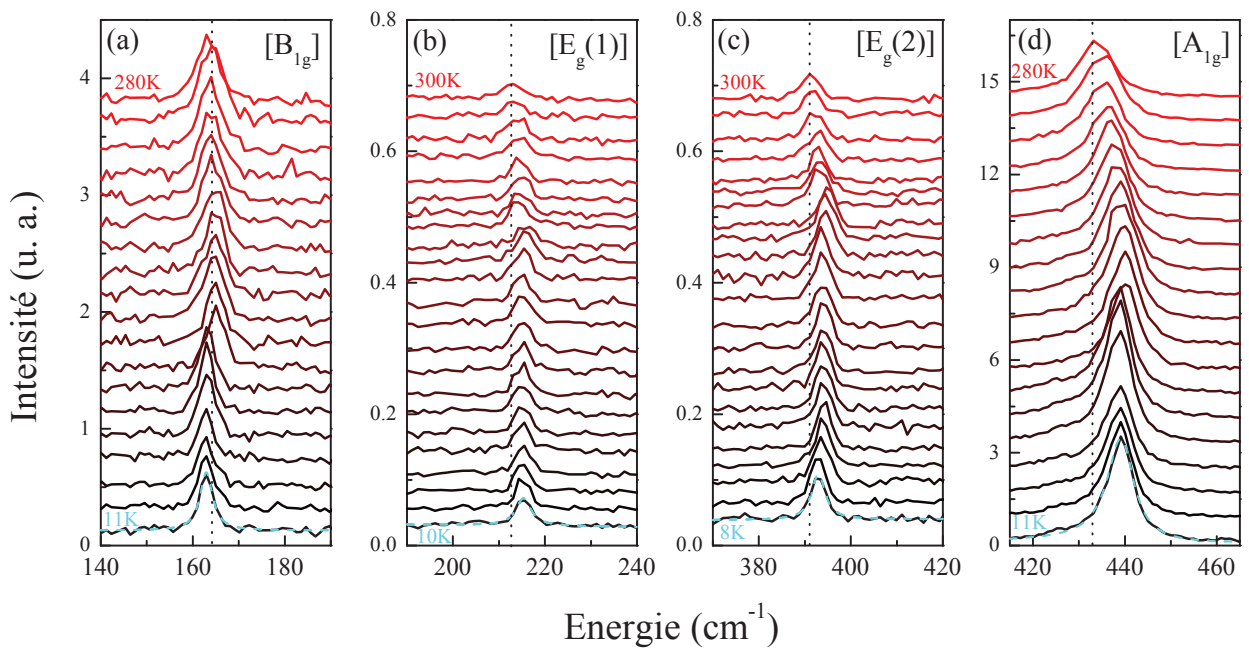 (a) [B1g]
280K
11K
4
3
2
1
0
140 160 180
(b) [Eg(1)]
300K
10K
0.8
0.6
0.4
0.2
0.0
200 220 240
(c) [Eg(2)]
300K
8K
0.8
0.6
0.4
0.2
0.0
380 400 420
(d) [A1g]
280K
11K
15
12
9
6
3
0
420 440 460
Intensité (u. a.)
Energie (cm-1)